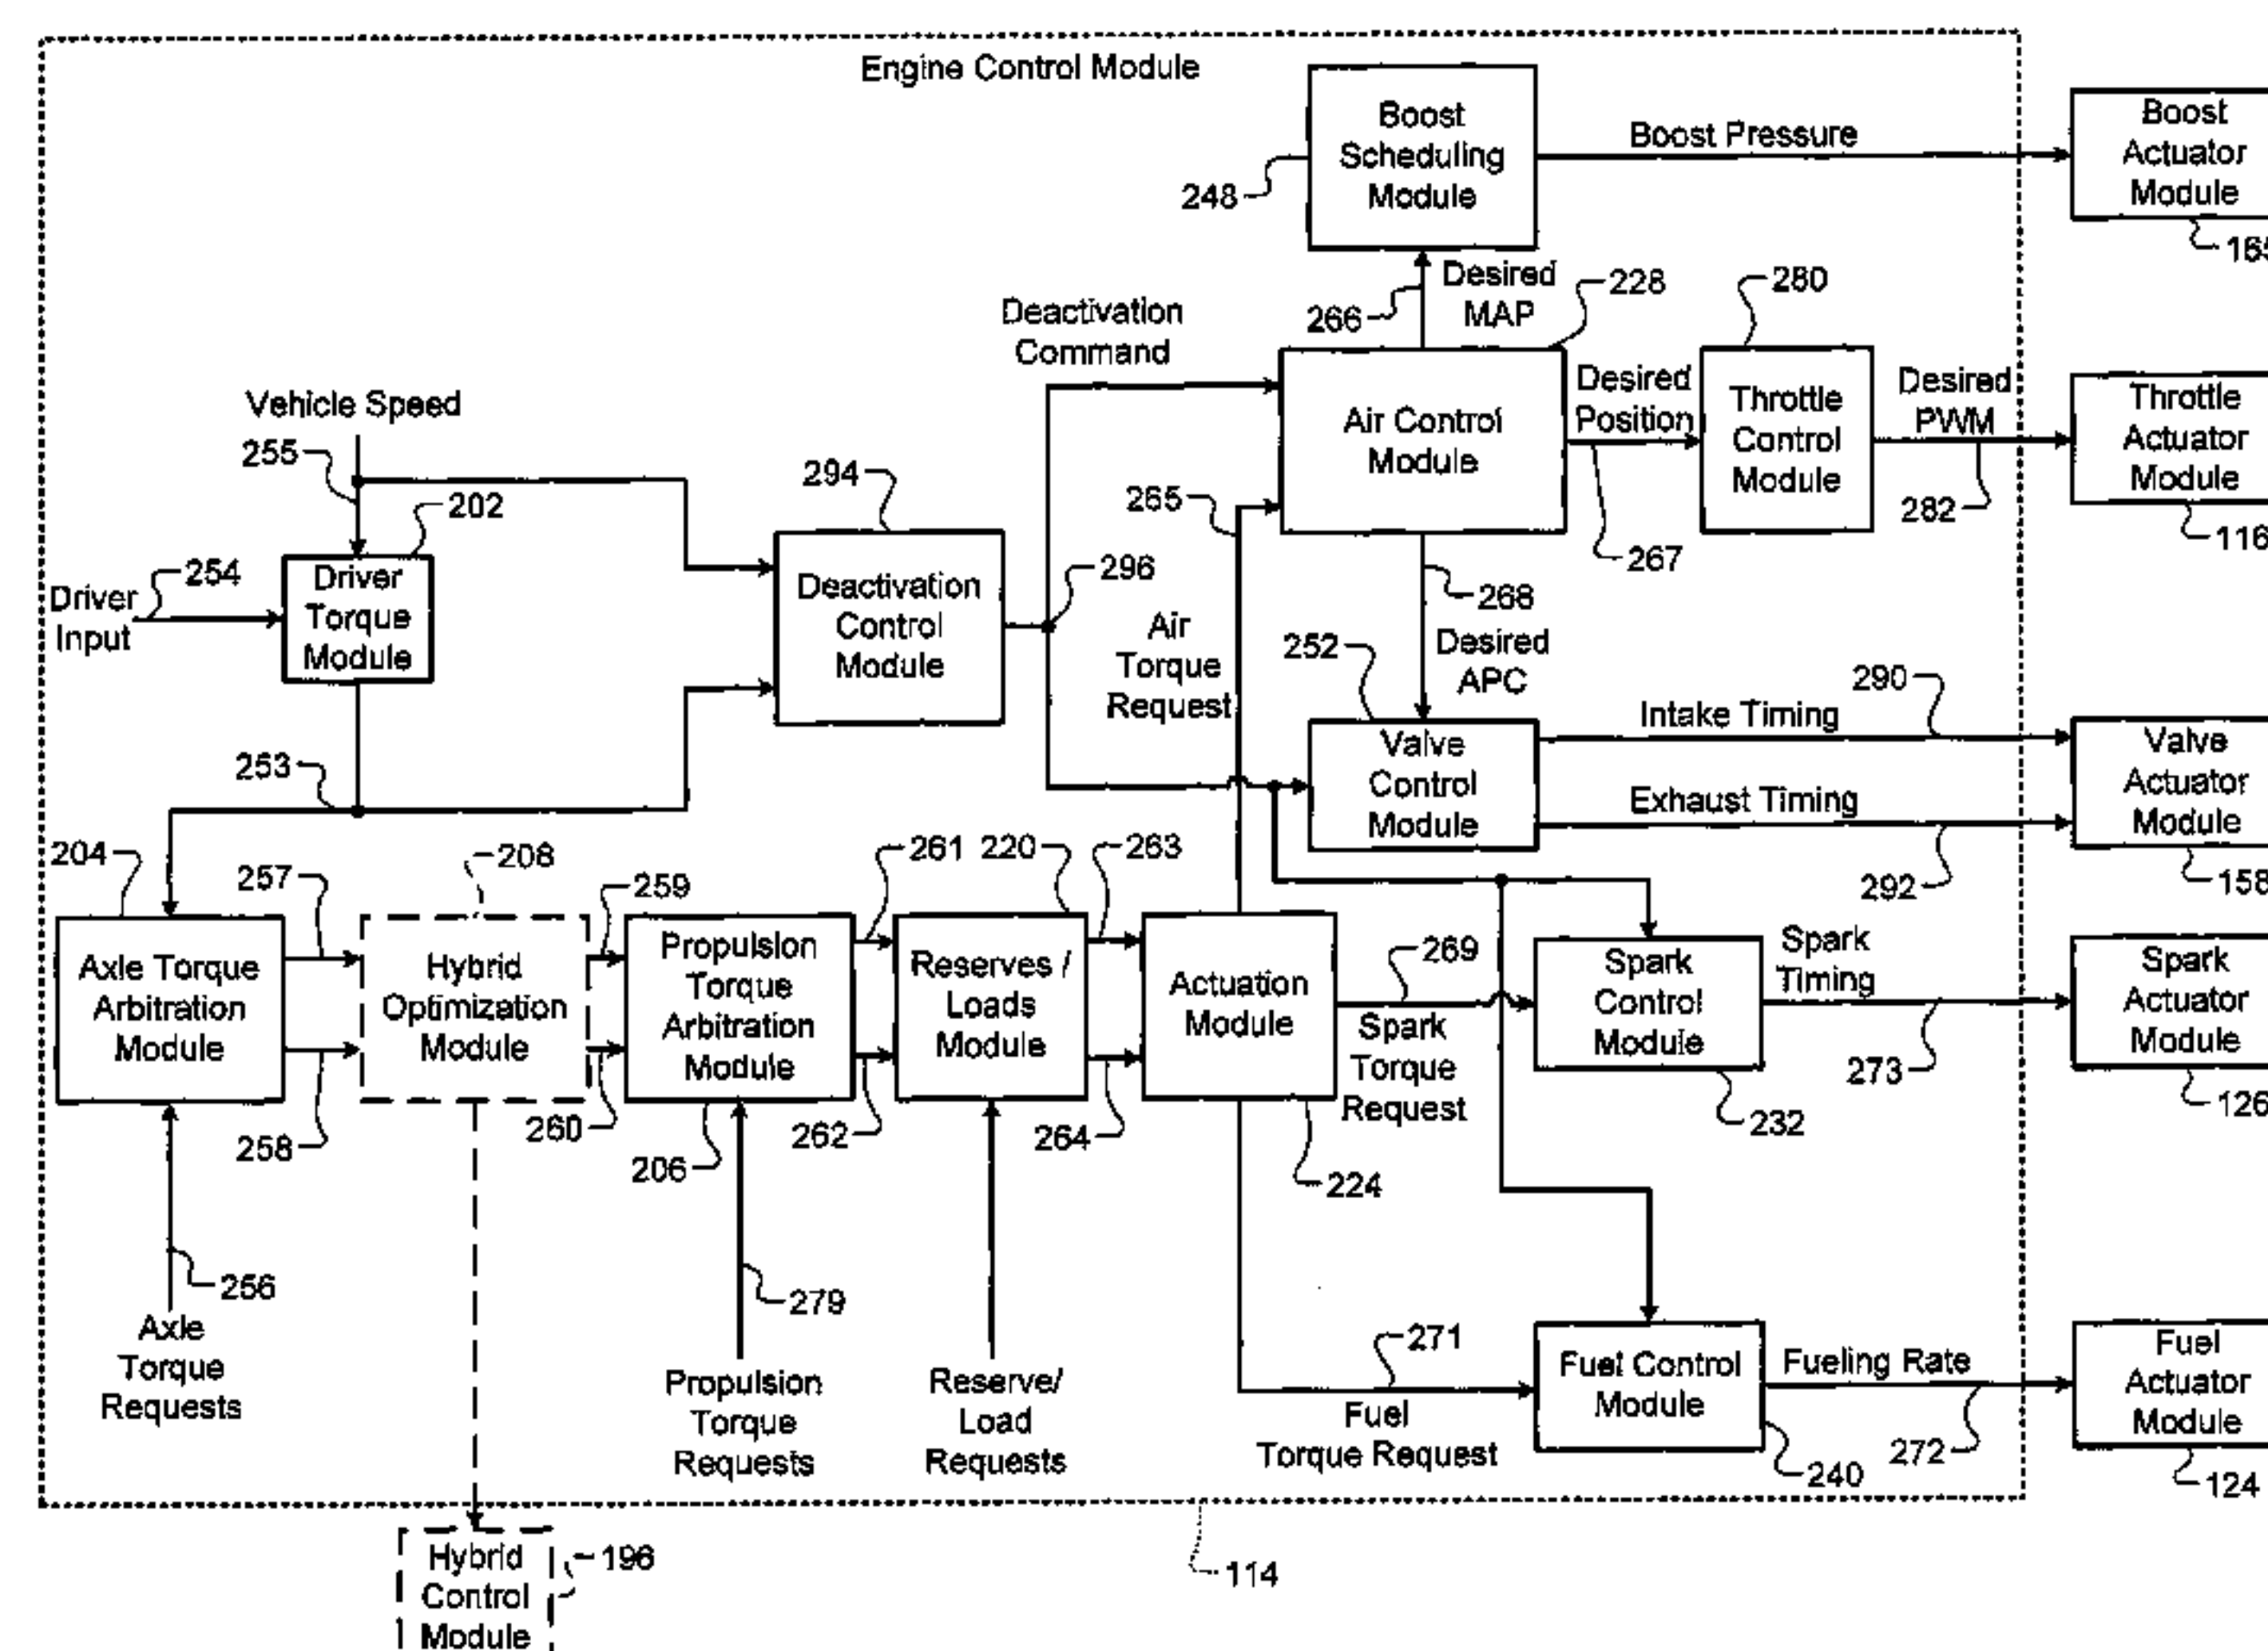 Engine Control Module
Boost
Scheduling
Module
248
Boost Pressure
Boost
Actuator
Module
165
266
Desired
MAP
228
280
Deactivation
Command
Air Control
Module
Desired
Position
267
Throttle
Control
Module
Desired
PWM
282
Throttle
Actuator
Module
116
Vehicle Speed
255
202
Driver
Input
254
Driver
Torque
Module
294
Deactivation
Control
Module
296
265
Air
Torque
Request
268
Desired
APC
252
Valve
Control
Module
Intake Timing
290
Exhaust Timing
292
Valve
Actuator
Module
158
253
204
257
208
259
261
220
263
Axle Torque
Arbitration
Module
Hybrid
Optimization
Module
Propulsion
Torque
Arbitration
Module
Reserves /
Loads
Module
Actuation
Module
269
Spark
Torque
Request
Spark
Control
Module
232
Spark
Timing
273
Spark
Actuator
Module
126
258
260
206
262
264
224
256
Axle
Torque
Requests
279
Propulsion
Torque
Requests
Reserve/
Load
Requests
271
Fuel
Torque Request
Fuel Control
Module
240
Fueling Rate
272
Fuel
Actuator
Module
124
Hybrid
Control
Module
196
114